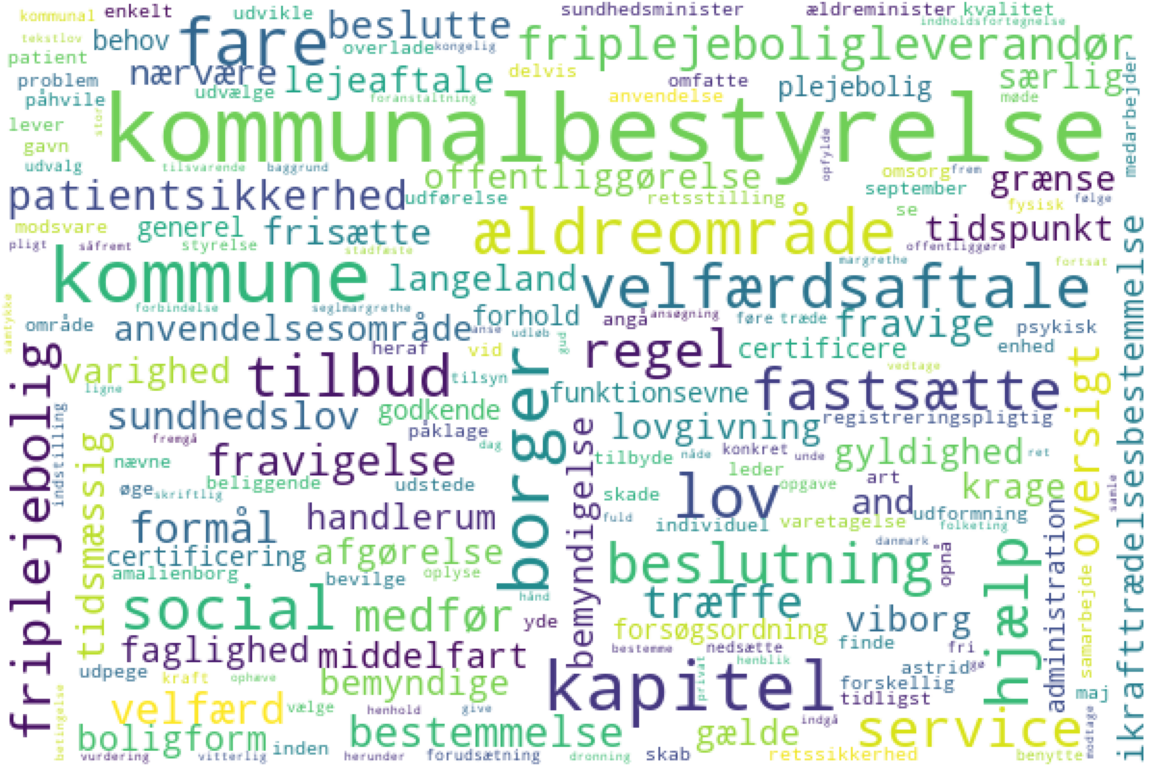 kommunal enkelt udvikle beslutte sundhedsminister ældreminister kvalitet
tekstlov behov fare overlade kongelig friplejeboligleverandør indholdsfortegnelse
patient nærvære lejeaftale delvis omfatte plejebolig særlig medarbejder
problem udvælge foranstaltning anvendelse møde
påhvile stor kommunalbestyrelse
lever
gavn
udvalg tilsvarende baggrund offentliggørelse opfylde omsorg frem grænse
patientsikkerhed udførelse retsstilling september fysisk følge
modsvare generel frisætte ældreområde se tidspunkt
pligt såfremt styrelse stadfæste offentliggøre
kommune langeland velfærdsaftale margrethe fortsat
samtykke forbindelse seglmargrethe forhold angå ansøgning føre træde fravige psykisk ikrafttrædelsesbestemmelse
område anvendelsesområde anse udløb gud regel certificere enhed
friplejebolig varighed heraf vid tilbud tilsyn borger vedtage oversigt
ligne funktionsevne fastsætte
indstilling sundhedslov godkende bemyndigelse lovgivning registreringspligtig
tidsmæssig fremgå påklage dag konkret unde gyldighed ret
nævne fravigelse tilbyde nåde leder
beliggende udstede skade lov opgave art krage samle
øge skriftlig and
formål handlerum fuld individuel varetagelse udformning folketing administration
certificering afgørelse beslutning danmark opnå hjælp
amalienborg bevilge oplyse hånd træffe samarbejde
social medfør yde forsøgsordning viborg
faglighed middelfart bestemme nedsætte finde fri
udpege kraft ophæve bemyndige kapitel privat henblik astrid gø
velfærd vælge henhold give forskellig tidligst maj
betingelse boligform inden bestemmelse indgå gælde service modtage
vurdering vitterlig herunder forudsætning dronning skab retssikkerhed benytte